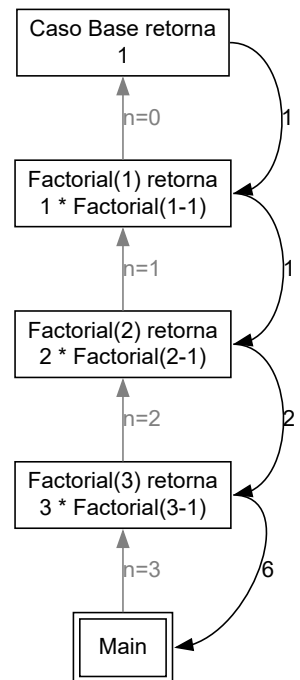 Caso Base retorna
1
n=0
1
Factorial(1) retorna
1 * Factorial(1-1)
n=1
1
Factorial(2) retorna
2 * Factorial(2-1)
n=2
2
Factorial(3) retorna
3 * Factorial(3-1)
n=3
6
Main